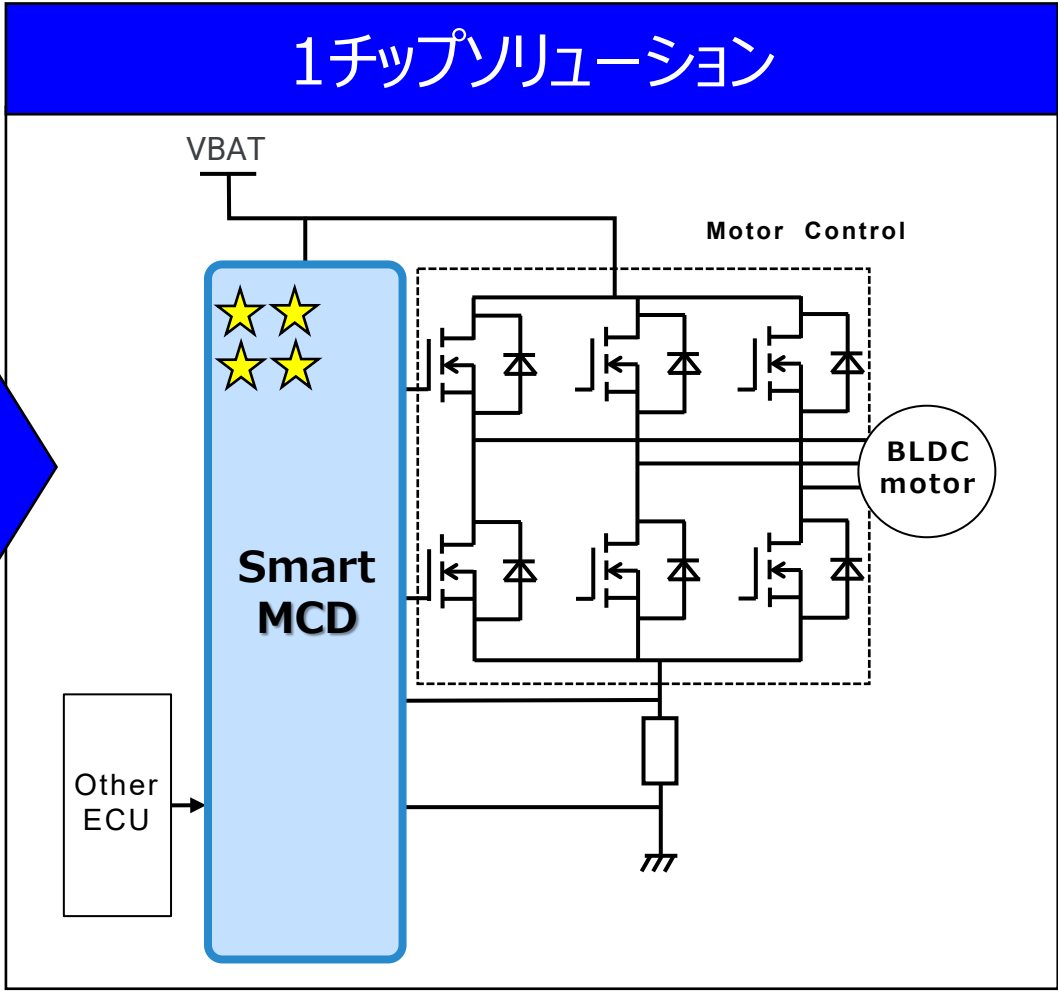 1チップソリューション
VBAT
Motor Control
BLDC
motor
Smart
MCD
Other
ECU